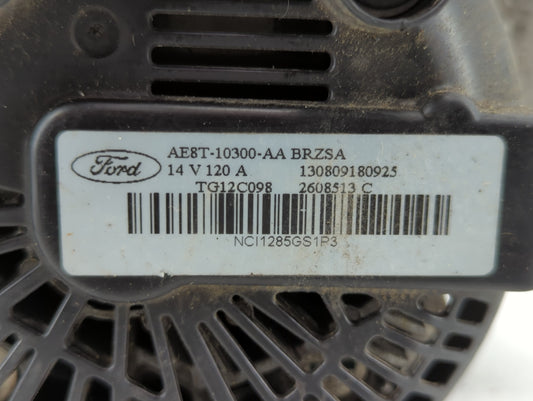 Ford
AE8T-10300-AA BRZSA
14 V 120 A 130809180925
TG12C098 2608513 C
NCI1285GS1P3